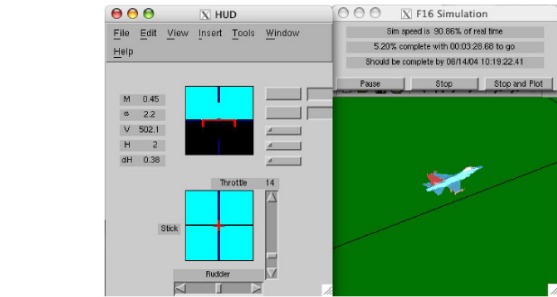 HUD
File Edit View Insert Tools Window
Help
M 0.45
α 2.2
V 502.1
H 2
dH 0.38
Throttle 14
Stick
Rudder
F16 Simulation
Sim speed is 90.86% of real time
5.20% complete with 00:03:28.68 to go
Should be complete by 06/14/04 10:19:22.41
Pause Stop Stop and Plot